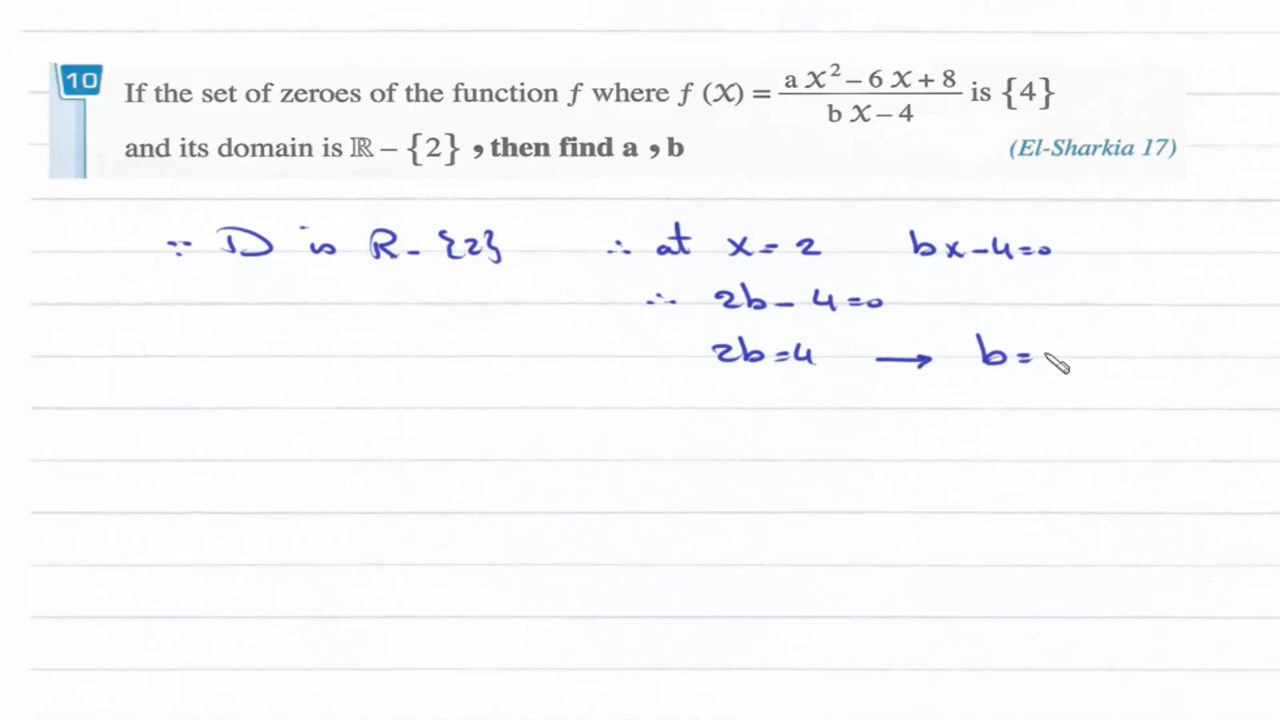 10
If the set of zeroes of the function f where f (X) = (a X² – 6 X + 8) / (b X – 4) is {4}
and its domain is ℝ – {2} , then find a , b
(El-Sharkia 17)
∵ D is R - {2} ∴ at x = 2 bx - 4 = 0
∴ 2b - 4 = 0
2b = 4 → b =